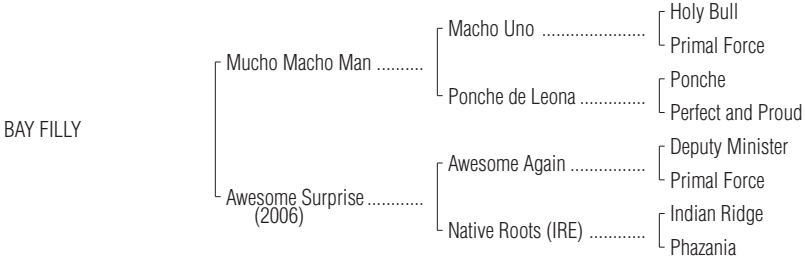 Holy Bull
Macho Uno ......................
Primal Force
Mucho Macho Man ..........
Ponche
Ponche de Leona ..............
Perfect and Proud
BAY FILLY
Deputy Minister
Awesome Again ................
Primal Force
Awesome Surprise ............
(2006)
Indian Ridge
Native Roots (IRE) ............
Phazania